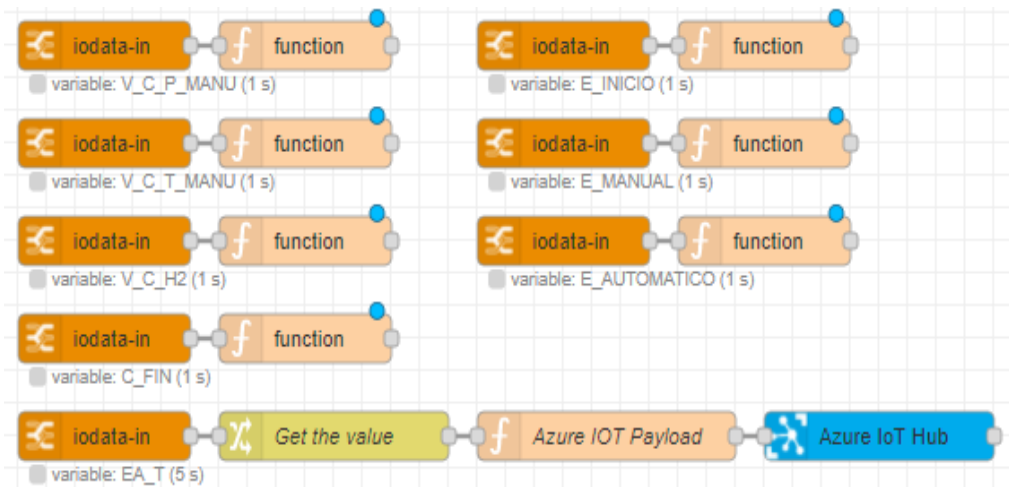 iodata-in function iodata-in function
variable: V_C_P_MANU (1 s) variable: E_INICIO (1 s)
iodata-in function iodata-in function
variable: V_C_T_MANU (1 s) variable: E_MANUAL (1 s)
iodata-in function iodata-in function
variable: V_C_H2 (1 s) variable: E_AUTOMATICO (1 s)
iodata-in function
variable: C_FIN (1 s)
iodata-in Get the value Azure IOT Payload Azure IoT Hub
variable: EA_T (5 s)